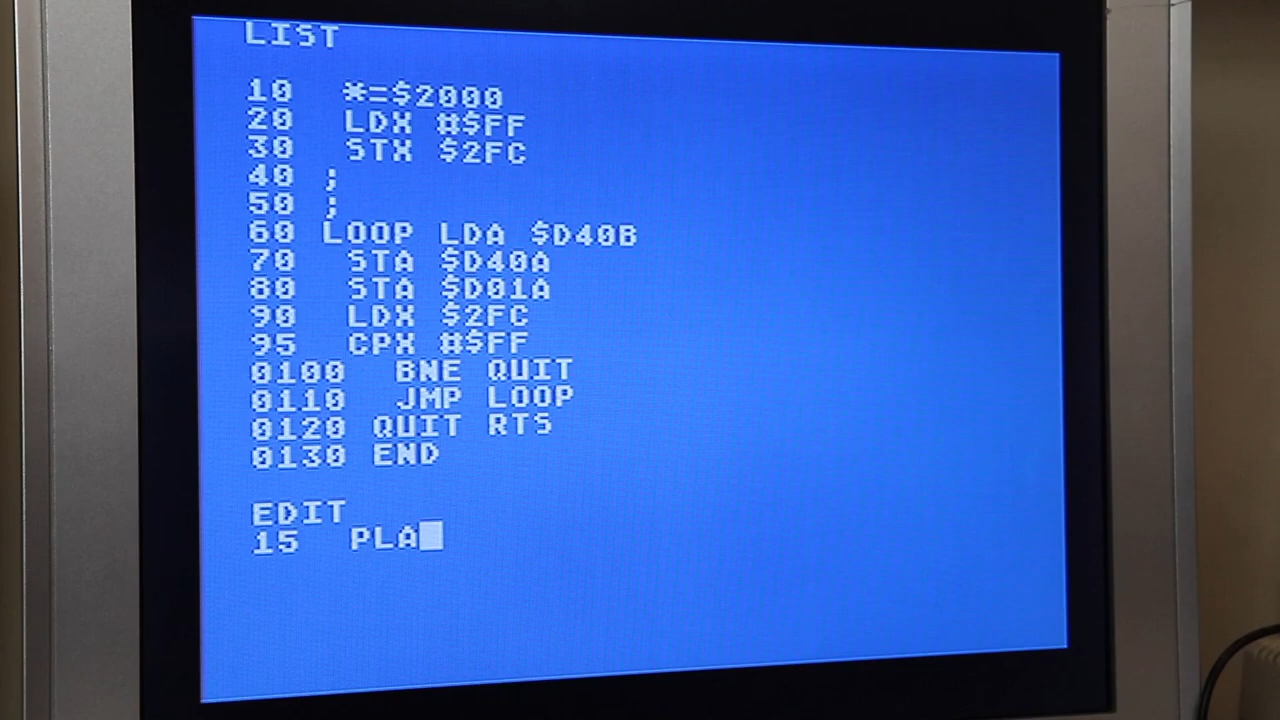 LIST
10  *=$2000
20  LDX #$FF
30  STX $2FC
40 ;
50 ;
60 LOOP LDA $D40B
70  STA $D40A
80  STA $D01A
90  LDX $2FC
95  CPX #$FF
0100  BNE QUIT
0110  JMP LOOP
0120 QUIT RTS
0130 END
EDIT
15  PLA